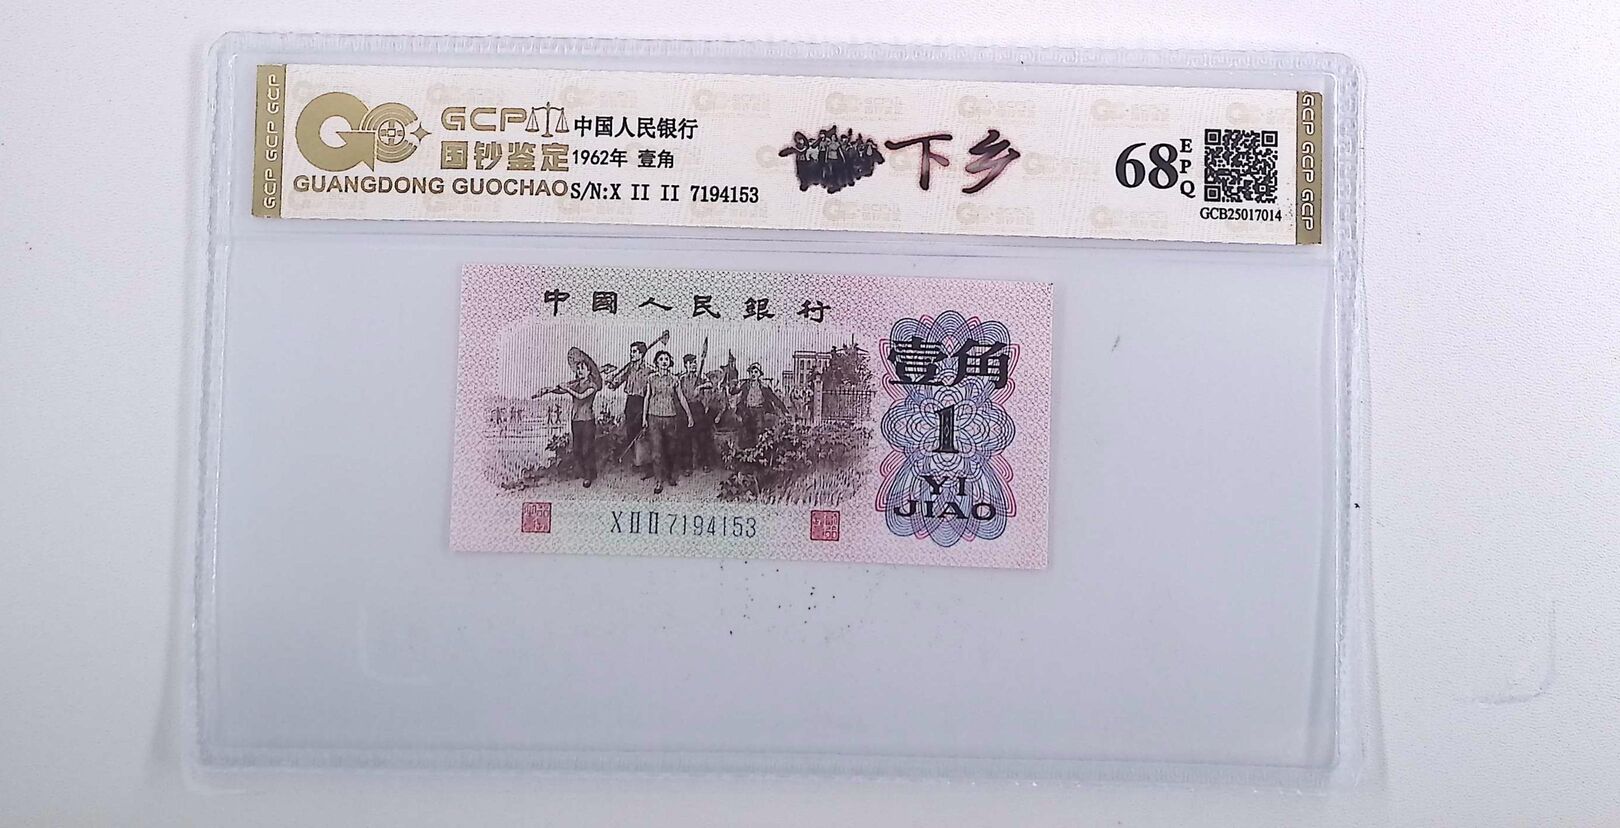 GCP GCP GCP
GCP
中国人民银行
国钞鉴定
1962年 壹角
GUANGDONG GUOCHAO
S/N:X II II 7194153
下乡
68
EPQ
GCB25017014
GCP GCP GCP
中國人民銀行
壹角
1
YI
JIAO
X II II 7194153